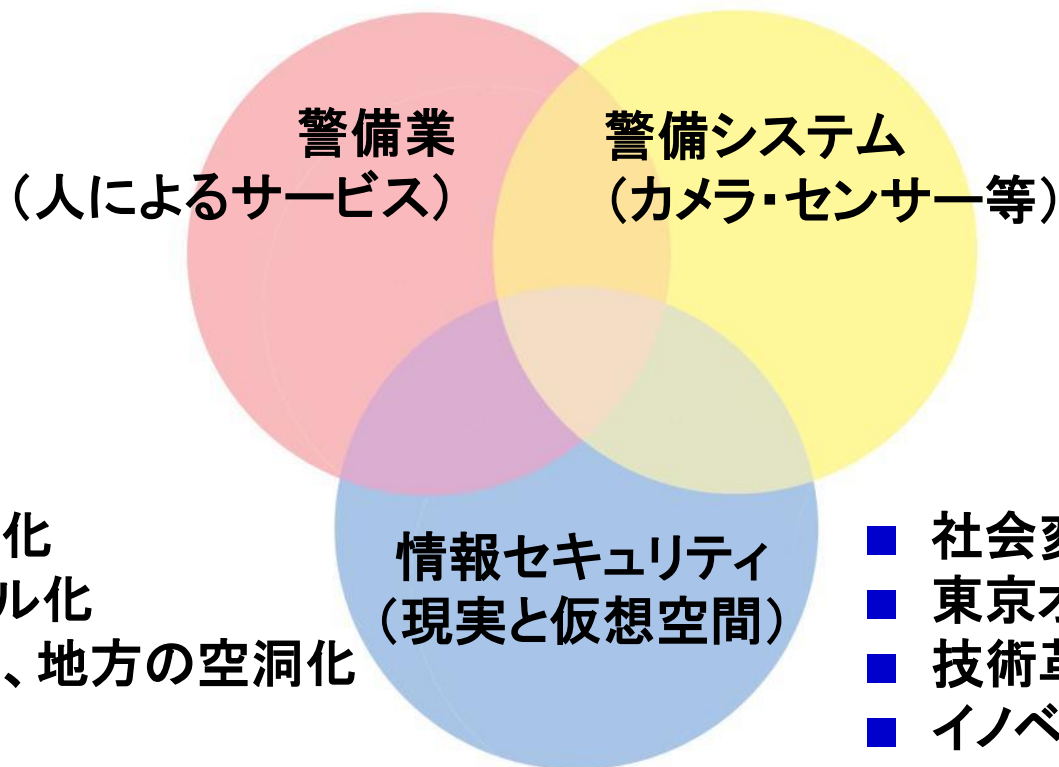 警備業
(人によるサービス)
警備システム
(カメラ・センサー等)
情報セキュリティ
(現実と仮想空間)
化
ル化
、地方の空洞化
■ 社会
■ 東京
■ 技術
■ イノベ